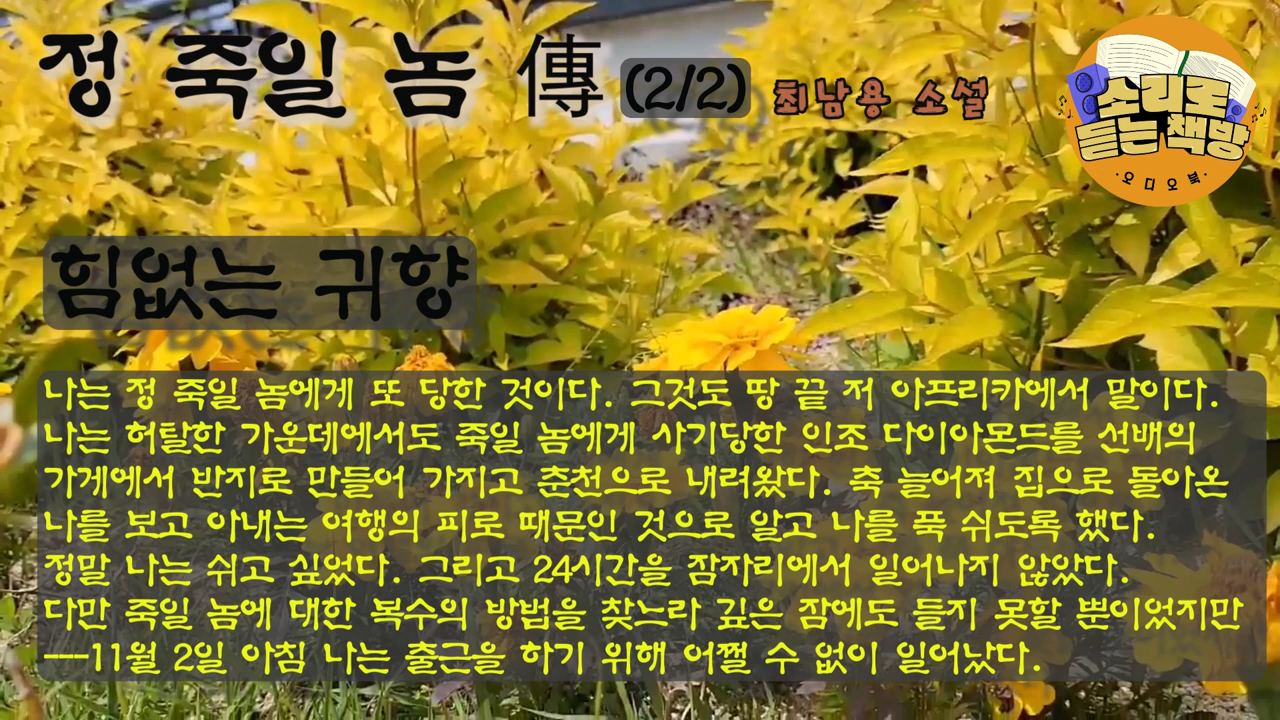 정 죽일 놈 傳 (2/2) 최남용 소설
소리로
듣는 책방
·오디오북·
힘없는 귀향
나는 정 죽일 놈에게 또 당한 것이다. 그것도 땅 끝 저 아프리카에서 말이다.
나는 허탈한 가운데에서도 죽일 놈에게 사기당한 인조 다이아몬드를 선배의
가게에서 반지로 만들어 가지고 춘천으로 내려왔다. 축 늘어져 집으로 돌아온
나를 보고 아내는 여행의 피로 때문인 것으로 알고 나를 푹 쉬도록 했다.
정말 나는 쉬고 싶었다. 그리고 24시간을 잠자리에서 일어나지 않았다.
다만 죽일 놈에 대한 복수의 방법을 찾느라 깊은 잠에도 들지 못할 뿐이었지만
---11월 2일 아침 나는 출근을 하기 위해 어쩔 수 없이 일어났다.